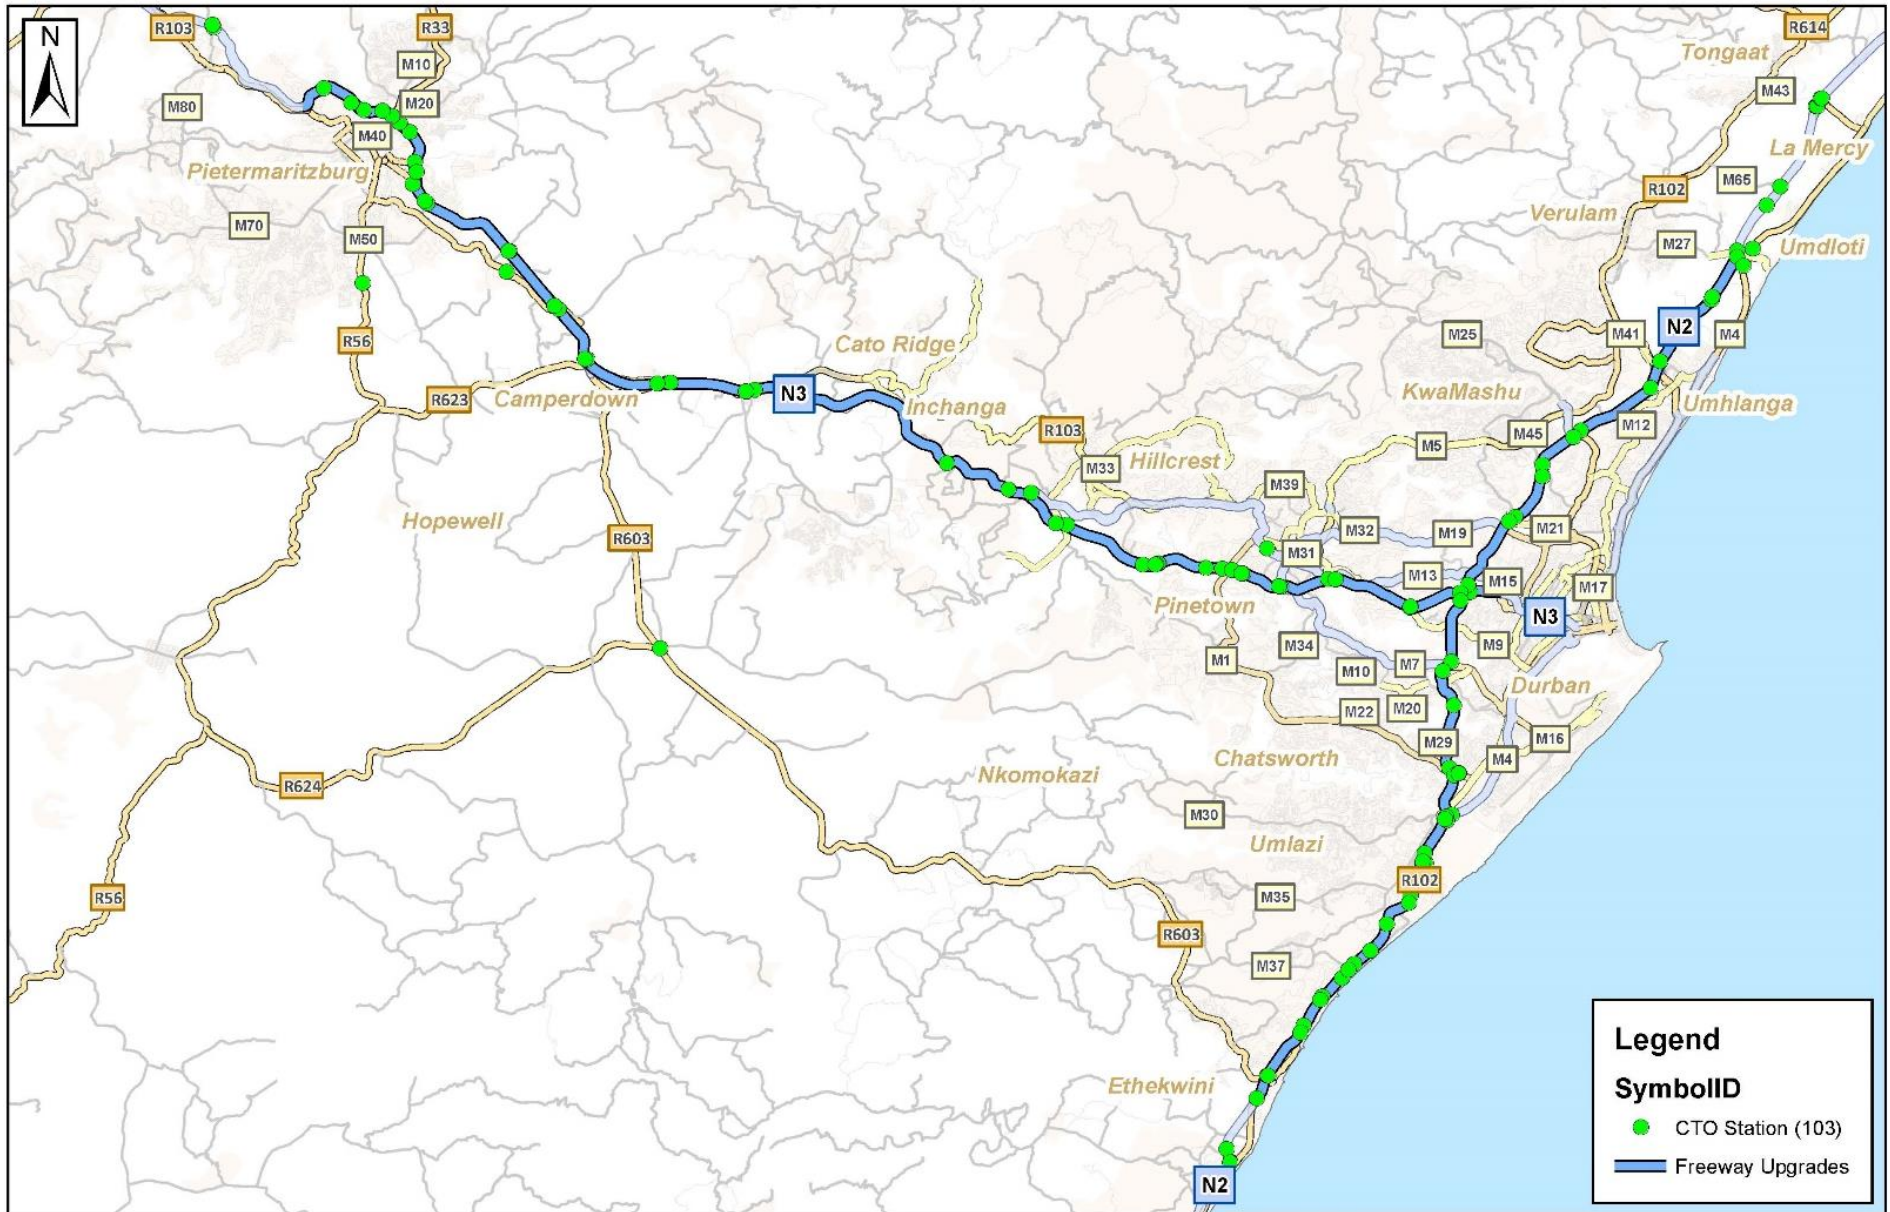 R103
R33
R614
N
Tongaat
M10
M43
M80
M20
M40
La Mercy
Pietermaritzburg
M65
R102
Verulam
M70
M50
M27
Umdloti
N2
R56
Cato Ridge
M25
M41
M4
N3
R623
Camperdown
KwaMashu
Inchanga
Umhlanga
R103
M45
M12
M5
M33
Hillcrest
M39
Hopewell
R603
M32
M19
M21
M31
M13
M15
M17
Pinetown
N3
M34
M9
M1
M10
M7
Durban
M22
M20
M29
M16
Chatsworth
M4
Nkomokazi
R624
M30
Umlazi
R102
R56
M35
R603
M37
Ethekwini
N2
Legend
SymbolID
CTO Station (103)
Freeway Upgrades